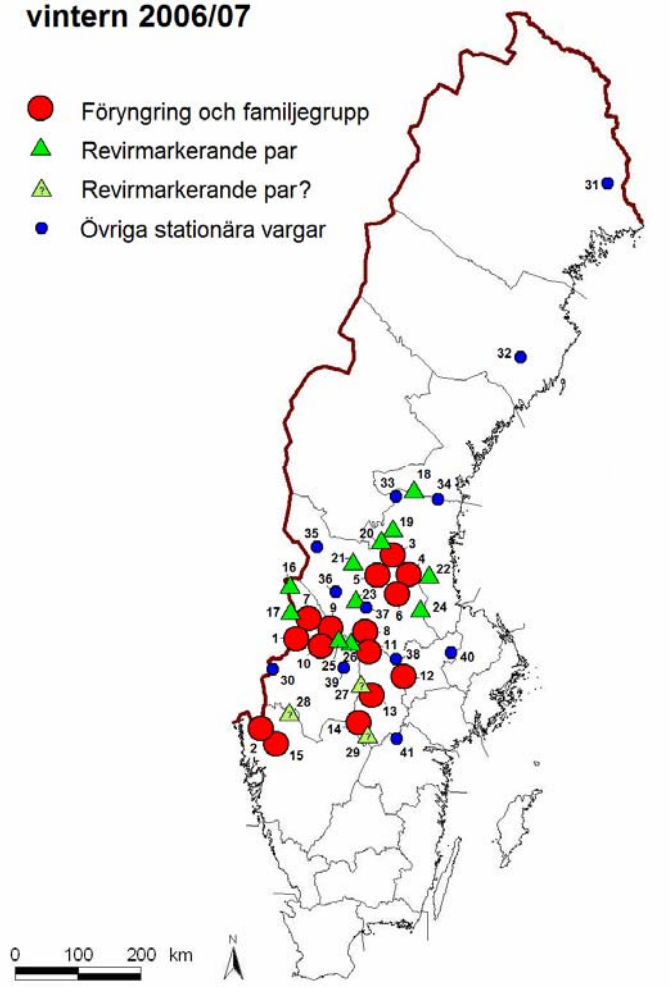 vintern 2006/07
Föryngring och familjegrupp
Revirmarkerande par
? Revirmarkerande par?
Övriga stationära vargar
31
32
18
33 34
19
20
35 3
21 4
16 36 5 22
23
7 6 24
17 9 37
1 8
11
10 25 26 38 40
30 39 12
27 ?
28 13
?
14
2 29 ? 41
15
N
0 100 200 km